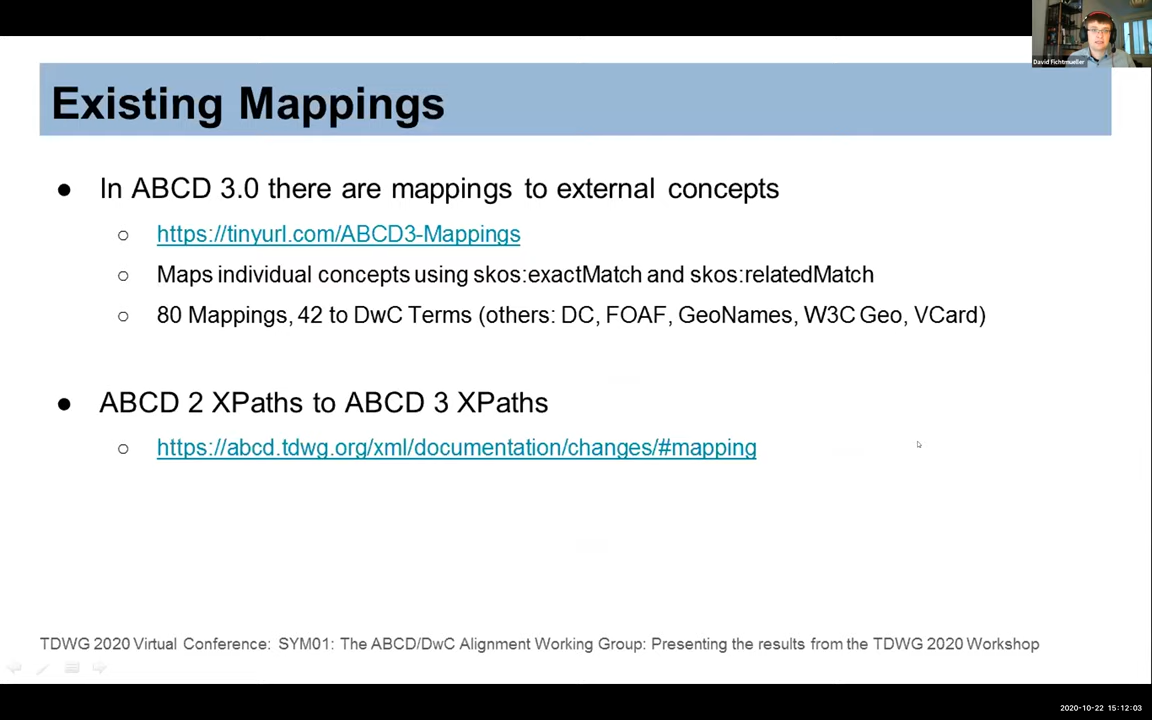 David Fichtmueller
Existing Mappings
● In ABCD 3.0 there are mappings to external concepts
○ https://tinyurl.com/ABCD3-Mappings
○ Maps individual concepts using skos:exactMatch and skos:relatedMatch
○ 80 Mappings, 42 to DwC Terms (others: DC, FOAF, GeoNames, W3C Geo, VCard)
● ABCD 2 XPaths to ABCD 3 XPaths
○ https://abcd.tdwg.org/xml/documentation/changes/#mapping
TDWG 2020 Virtual Conference: SYM01: The ABCD/DwC Alignment Working Group: Presenting the results from the TDWG 2020 Workshop
2020-10-22 15:12:03